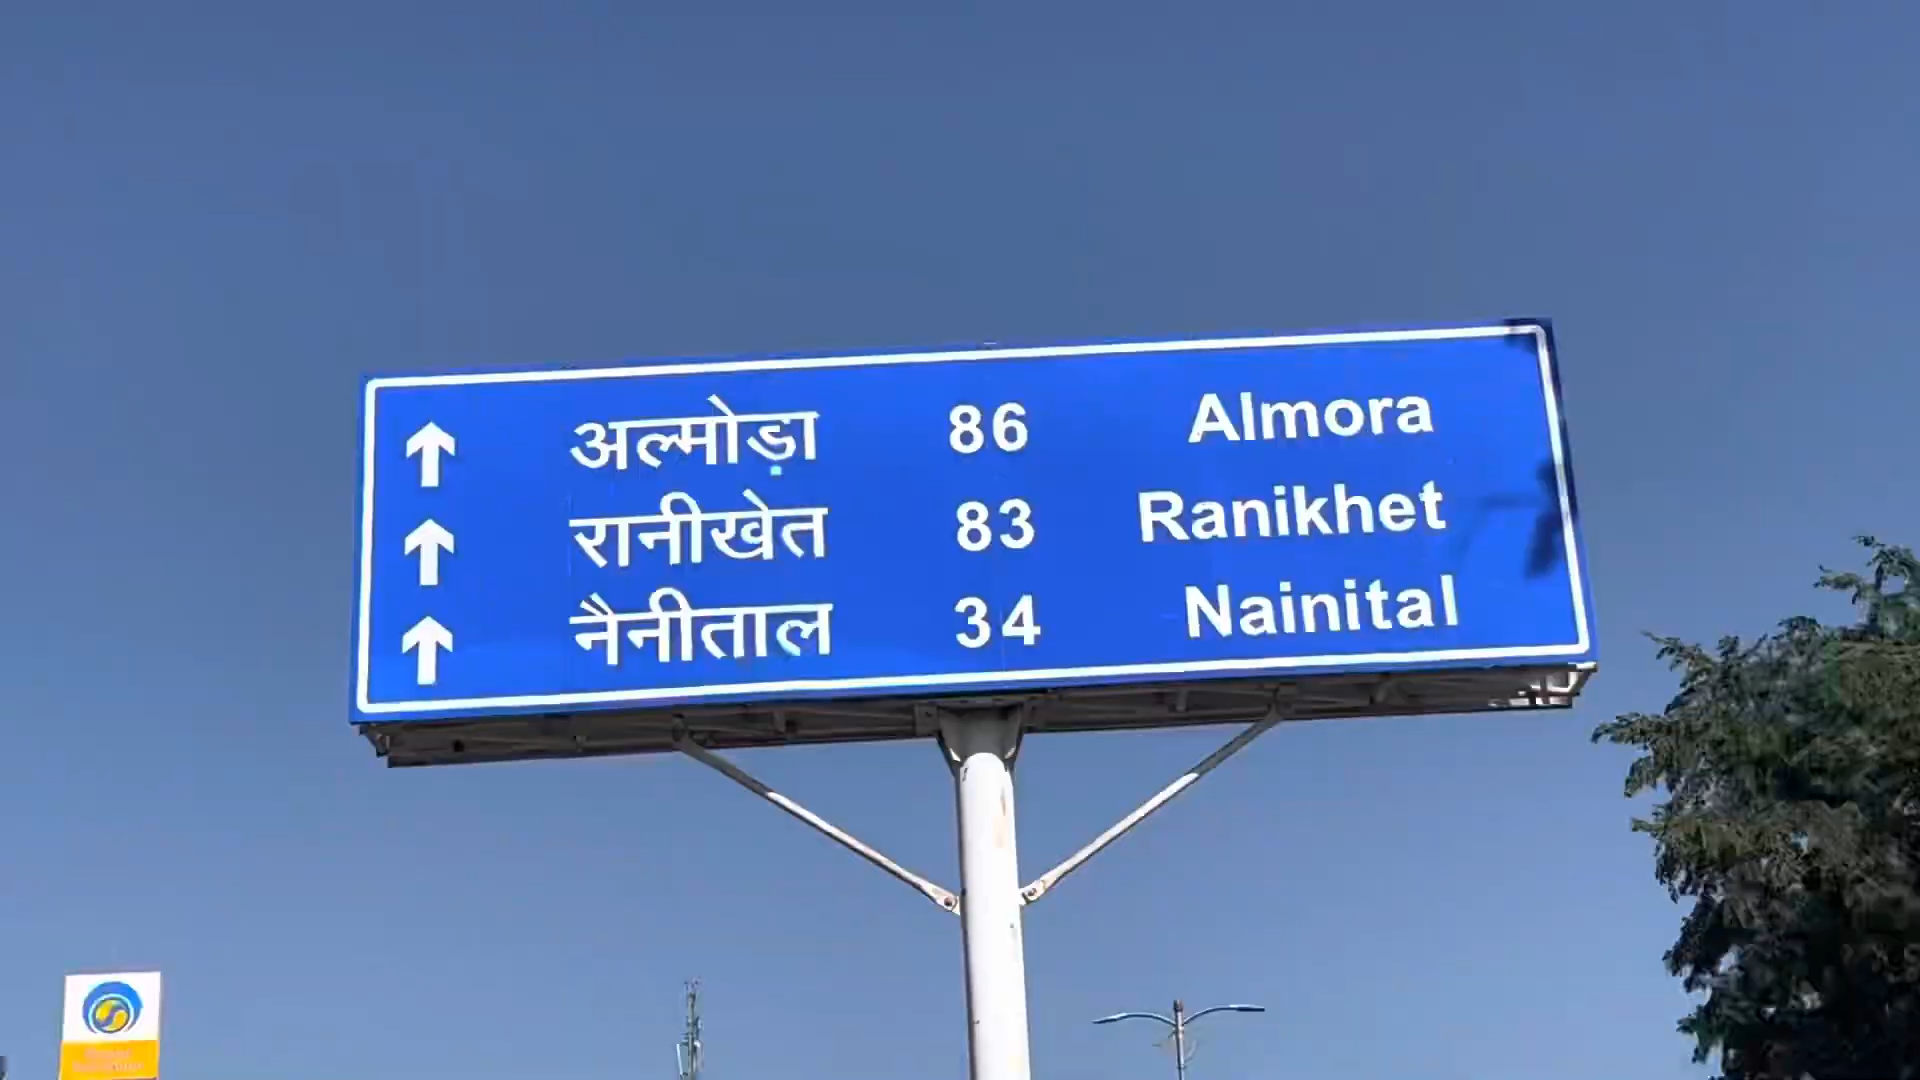 ↑ अल्मोड़ा 86 Almora
↑ रानीखेत 83 Ranikhet
↑ नैनीताल 34 Nainital